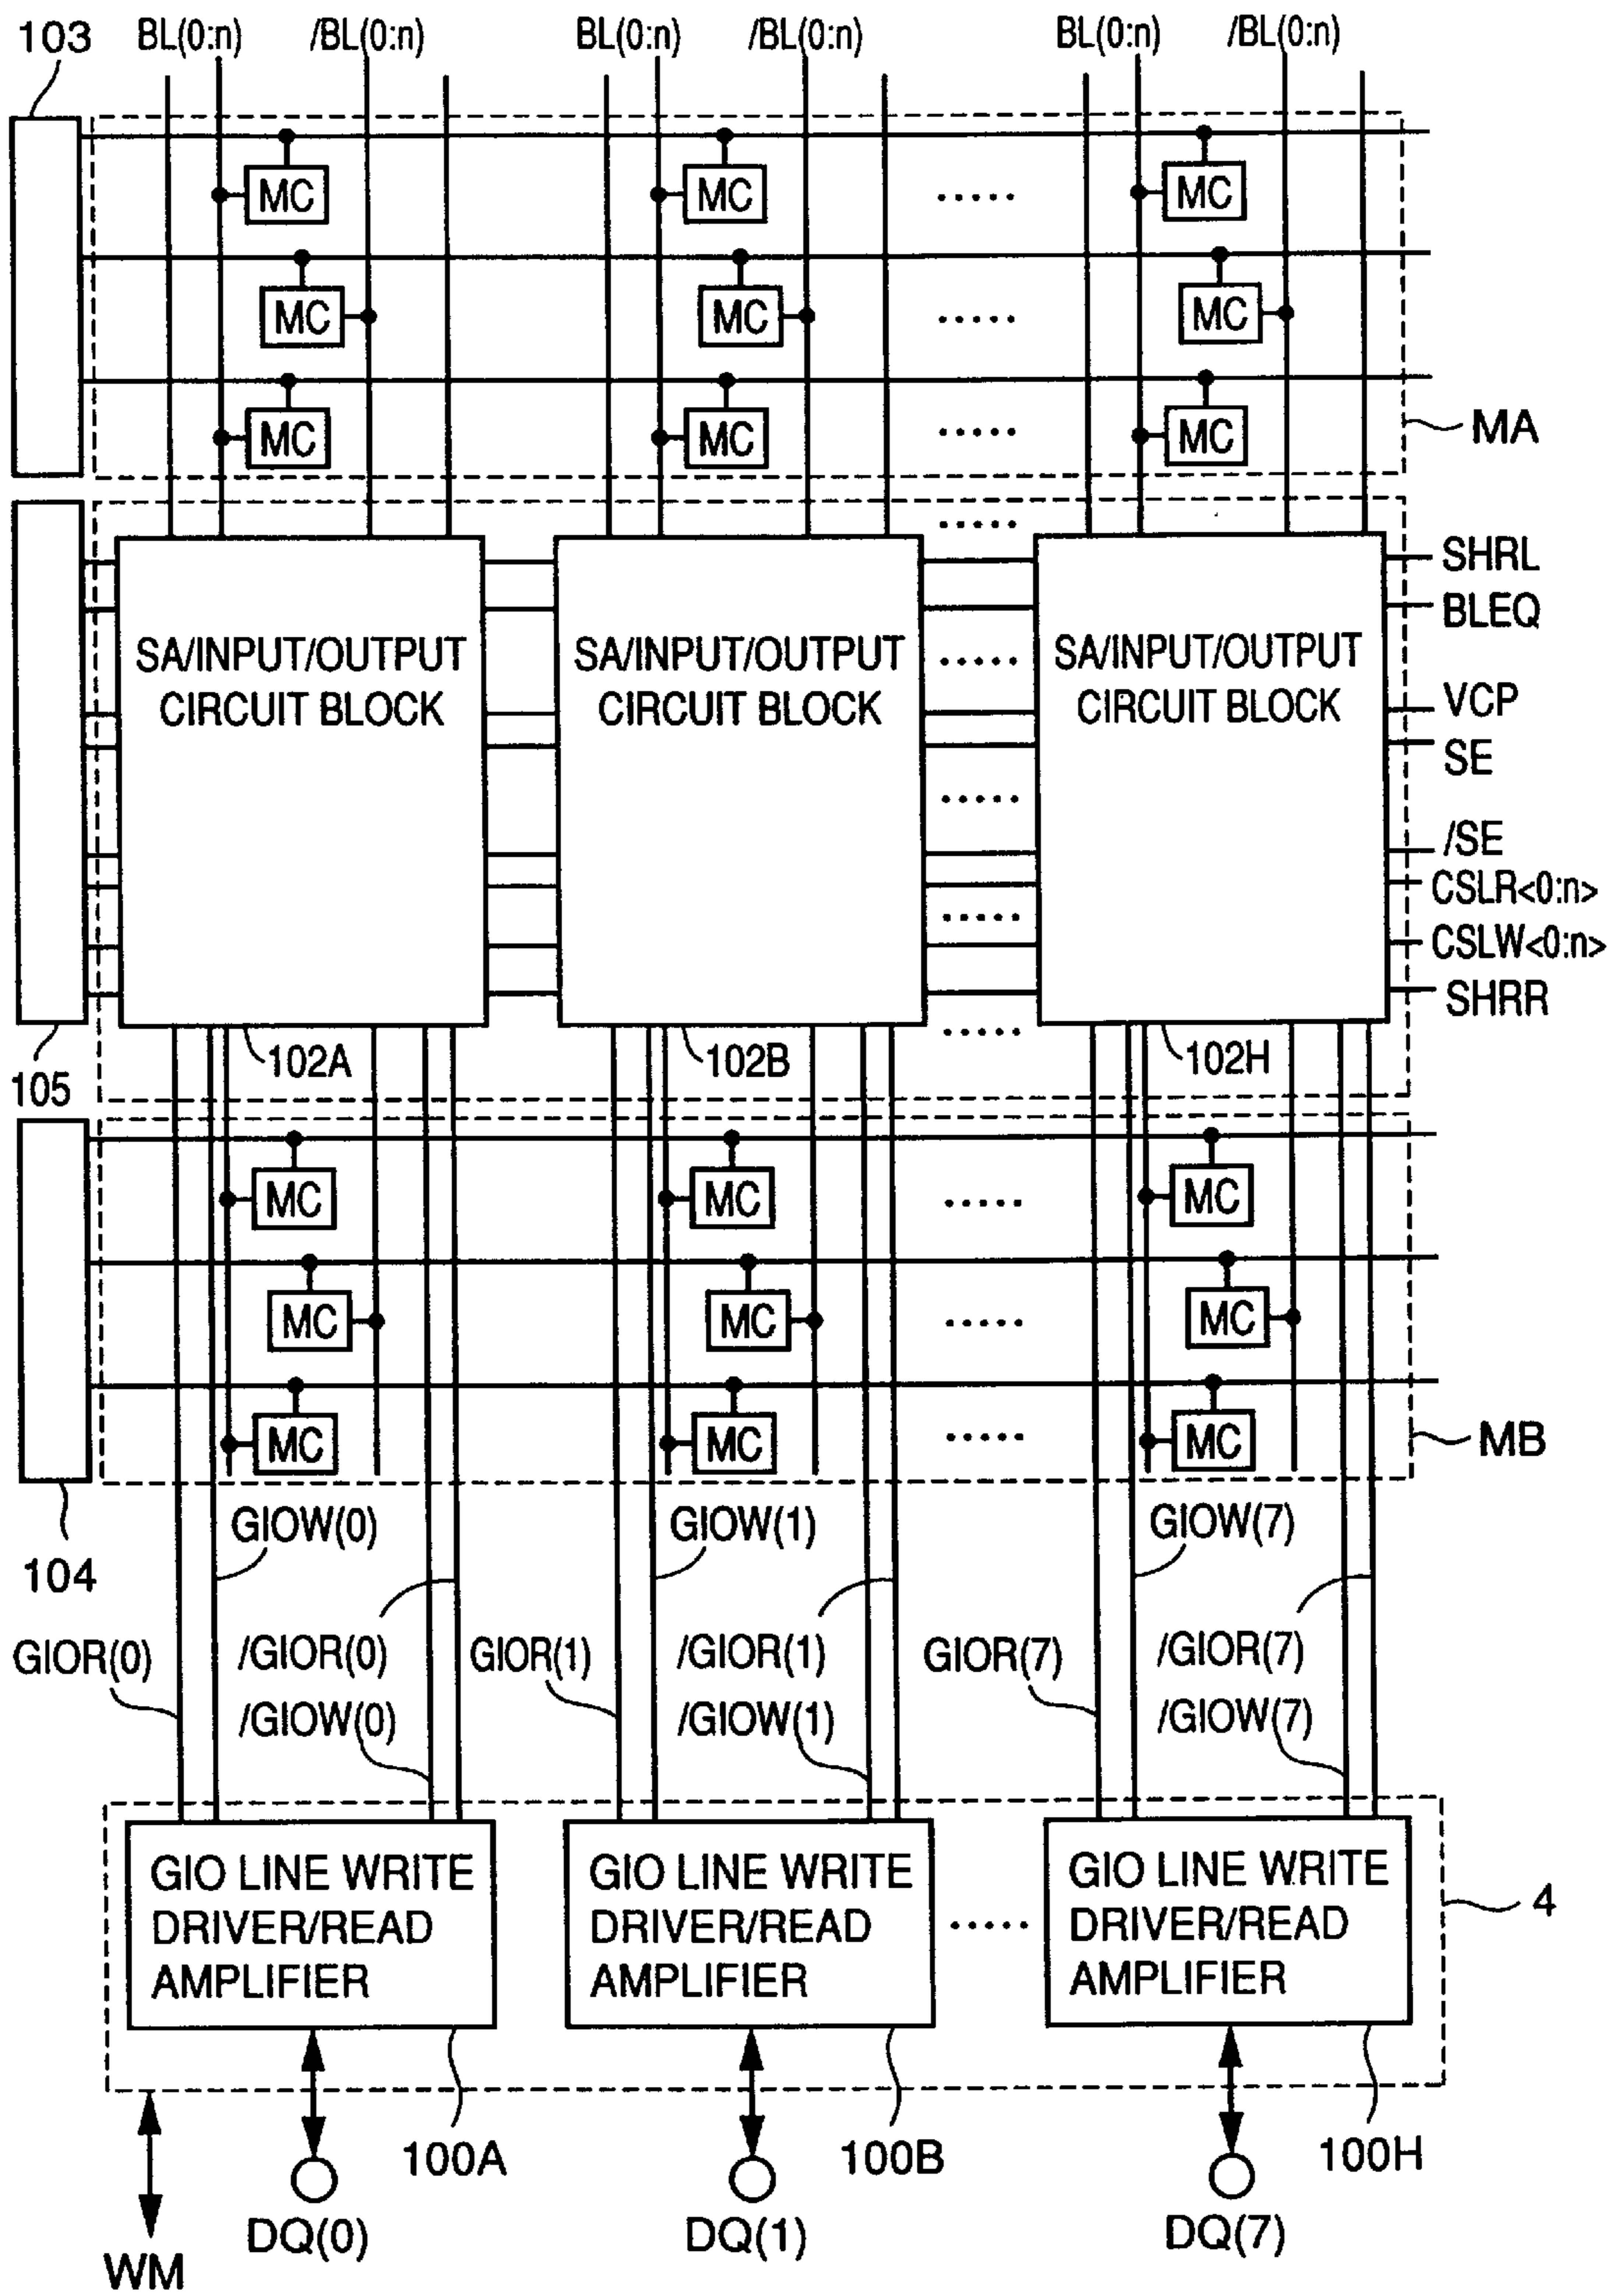 103 BL(0:n) /BL(0:n) BL(0:n) /BL(0:n) BL(0:n) /BL(0:n)
MC MC ..... MC
MC MC ..... MC
MC MC ..... MC
MA
.....
SHRL
BLEQ
SA/INPUT/OUTPUT
CIRCUIT BLOCK
SA/INPUT/OUTPUT
CIRCUIT BLOCK
.....
SA/INPUT/OUTPUT
CIRCUIT BLOCK
VCP
SE
.....
/SE
CSLR<0:n>
.....
CSLW<0:n>
SHRR
.....
105 102A 102B 102H
MC MC ..... MC
MC MC ..... MC
MC MC ..... MC
MB
104
GIOW(0) GIOW(1) GIOW(7)
GIOR(0) /GIOR(0) GIOR(1) /GIOR(1) GIOR(7) /GIOR(7)
/GIOW(0) /GIOW(1) /GIOW(7)
GIO LINE WRITE
DRIVER/READ
AMPLIFIER
GIO LINE WRITE
DRIVER/READ
AMPLIFIER
.....
GIO LINE WRITE
DRIVER/READ
AMPLIFIER
4
100A 100B 100H
WM DQ(0) DQ(1) DQ(7)